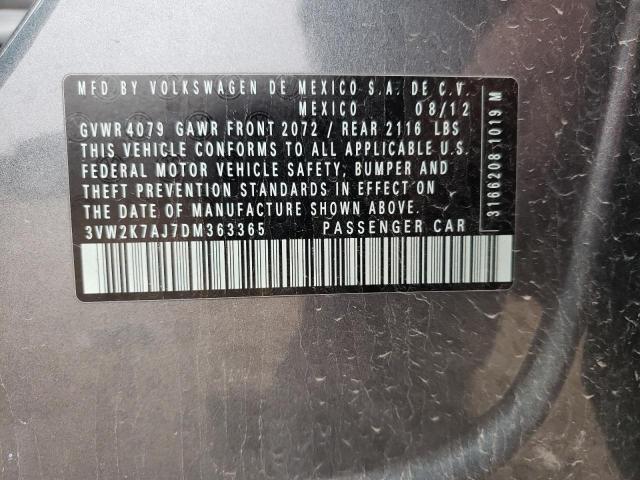 MFD BY VOLKSWAGEN DE MEXICO S.A. DE C.V.
MEXICO 08/12
GVWR 4079 GAWR FRONT 2072 / REAR 2116 LBS
THIS VEHICLE CONFORMS TO ALL APPLICABLE U.S.
FEDERAL MOTOR VEHICLE SAFETY, BUMPER AND
THEFT PREVENTION STANDARDS IN EFFECT ON
THE DATE OF MANUFACTURE SHOWN ABOVE.
3VW2K7AJ7DM363365 PASSENGER CAR
3166208 1019 M